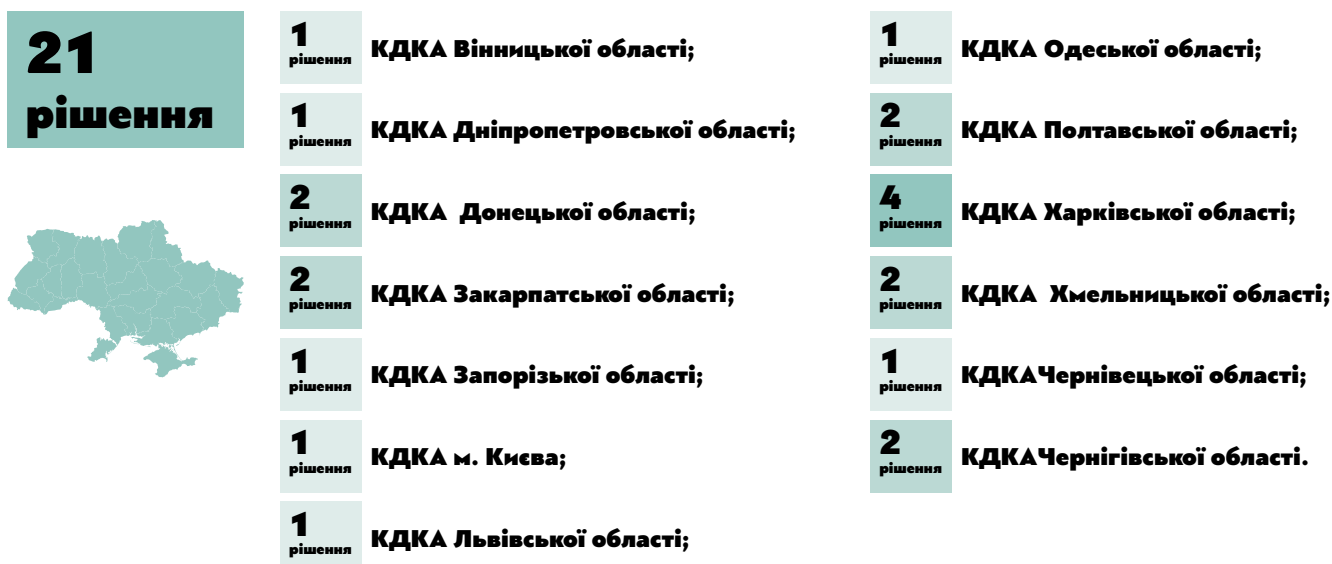 21
рішення
1
рішення
КДКА Вінницької області;
1
рішення
КДКА Дніпропетровської області;
2
рішення
КДКА Донецької області;
2
рішення
КДКА Закарпатської області;
1
рішення
КДКА Запорізької області;
1
рішення
КДКА м. Києва;
1
рішення
КДКА Львівської області;
1
рішення
КДКА Одеської області;
2
рішення
КДКА Полтавської області;
4
рішення
КДКА Харківської області;
2
рішення
КДКА Хмельницької області;
1
рішення
КДКАЧернівецької області;
2
рішення
КДКАЧернігівської області.